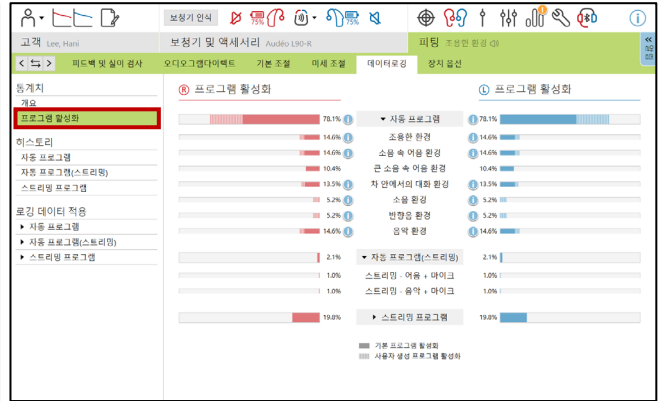 보청기 인식
75%
75%
고객 Lee, Hani
보청기 및 액세서리 Audéo L90-R
피팅 조용한 환경
피드백 및 실이 검사
오디오그램다이렉트
기본 조절
미세 조절
데이터로깅
장치 옵션
통계치
개요
프로그램 활성화
히스토리
자동 프로그램
자동 프로그램(스트리밍)
스트리밍 프로그램
로깅 데이터 적용
▶ 자동 프로그램
▶ 자동 프로그램(스트리밍)
▶ 스트리밍 프로그램
R 프로그램 활성화
L 프로그램 활성화
78.1% ▼ 자동 프로그램 78.1%
14.6% 조용한 환경 14.6%
14.6% 소음 속 어음 환경 14.6%
10.4% 큰 소음 속 어음 환경 10.4%
13.5% 차 안에서의 대화 환경 13.5%
5.2% 소음 환경 5.2%
5.2% 반향음 환경 5.2%
14.6% 음악 환경 14.6%
2.1% ▼ 자동 프로그램(스트리밍) 2.1%
1.0% 스트리밍 - 어음 + 마이크 1.0%
1.0% 스트리밍 - 음악 + 마이크 1.0%
19.8% ▶ 스트리밍 프로그램 19.8%
기본 프로그램 활성화
사용자 생성 프로그램 활성화